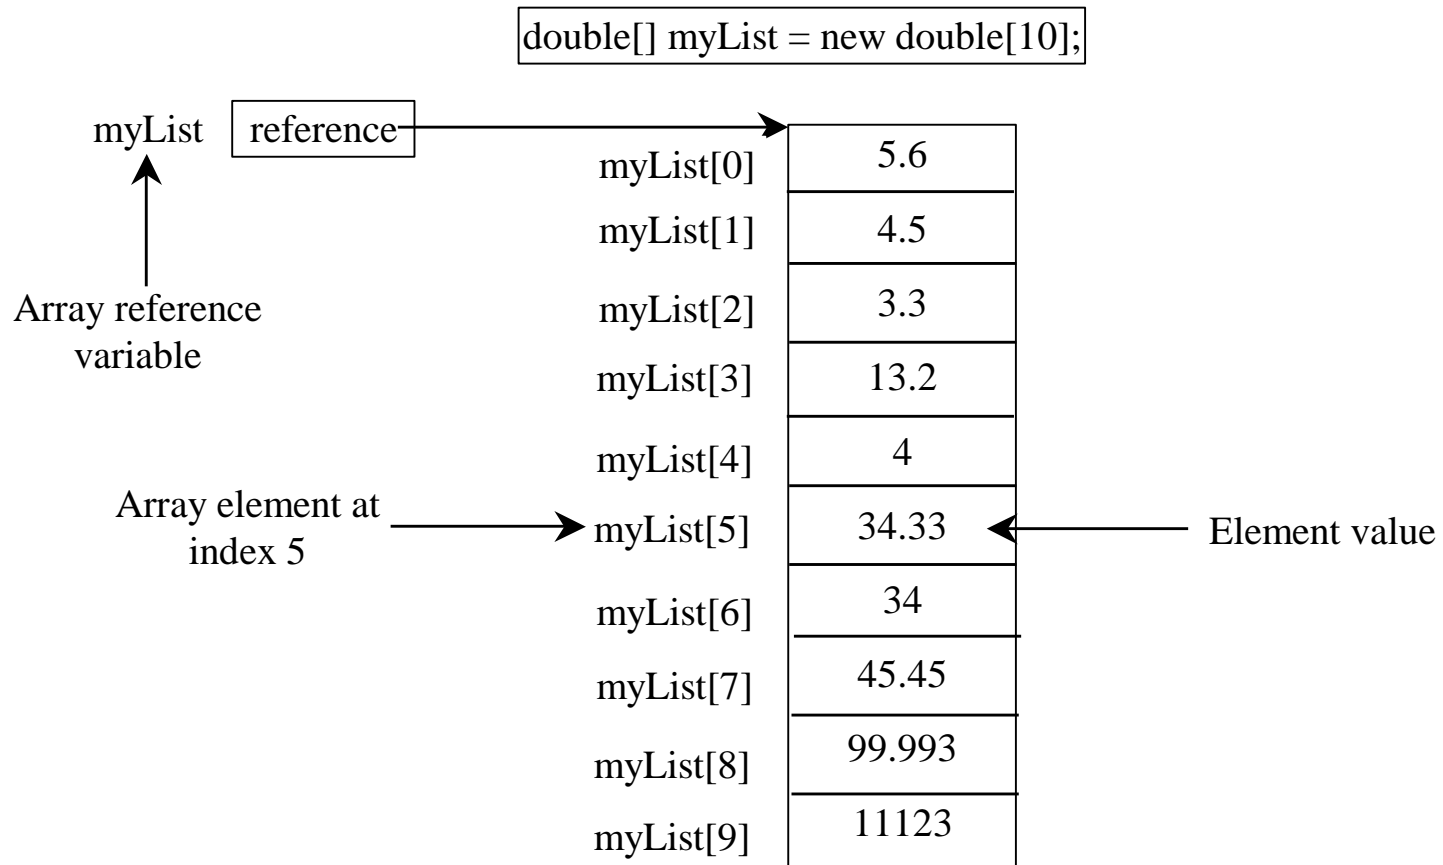 double[] myList = new double[10];
myList reference
myList[0] 5.6
myList[1] 4.5
Array reference
variable
myList[2] 3.3
myList[3] 13.2
myList[4] 4
Array element at
index 5
myList[5] 34.33 Element value
myList[6] 34
myList[7] 45.45
myList[8] 99.993
myList[9] 11123